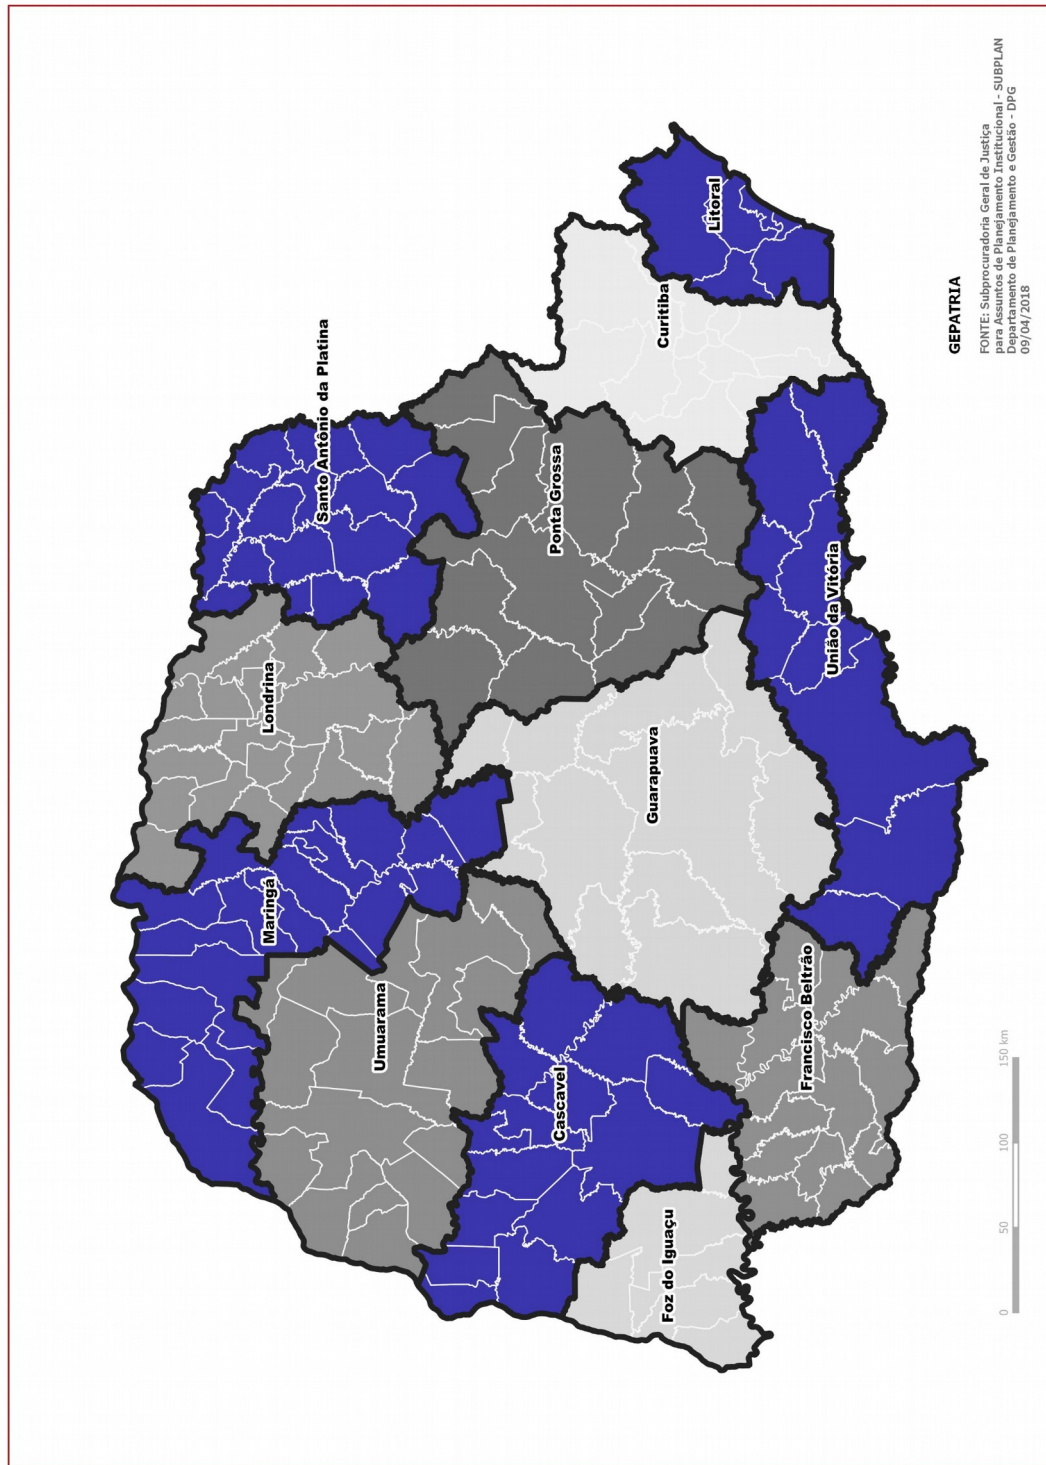 Santo Antônio da Platina
Londrina
Maringá
Umuarama
Ponta Grossa
Curitiba
Litoral
Guarapuava
Cascavel
Foz do Iguaçu
Francisco Beltrão
União da Vitória
0 50 100 150 km
GEPATRIA
FONTE: Subprocuradoria Geral de Justiça
para Assuntos de Planejamento Institucional - SUBPLAN
Departamento de Planejamento e Gestão - DPG
09/04/2018